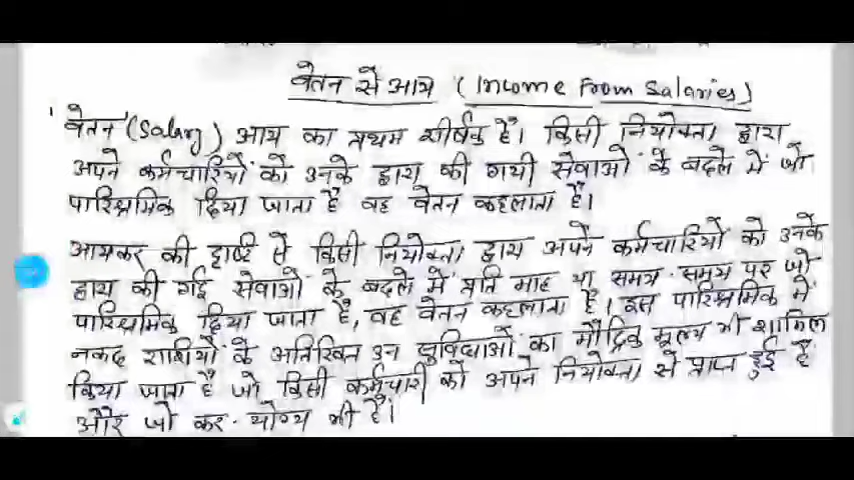 वेतन से आय (Income From Salaries)
वेतन (Salary) आय का प्रथम शीर्षक है। किसी नियोक्ता द्वारा
अपने कर्मचारियों को उनके द्वारा की गयी सेवाओं के बदले में जो
पारिश्रमिक दिया जाता है वह वेतन कहलाता है।
आयकर की दृष्टि से किसी नियोक्ता द्वारा अपने कर्मचारियों को उनके
द्वारा की गई सेवाओं के बदले में प्रति माह या समय-समय पर जो
पारिश्रमिक दिया जाता है, वह वेतन कहलाता है। इस पारिश्रमिक में
नकद राशियों के अतिरिक्त उन सुविधाओं का मौद्रिक मूल्य भी शामिल
किया जाता है जो किसी कर्मचारी को अपने नियोक्ता से प्राप्त हुई है
और जो कर-योग्य भी है।